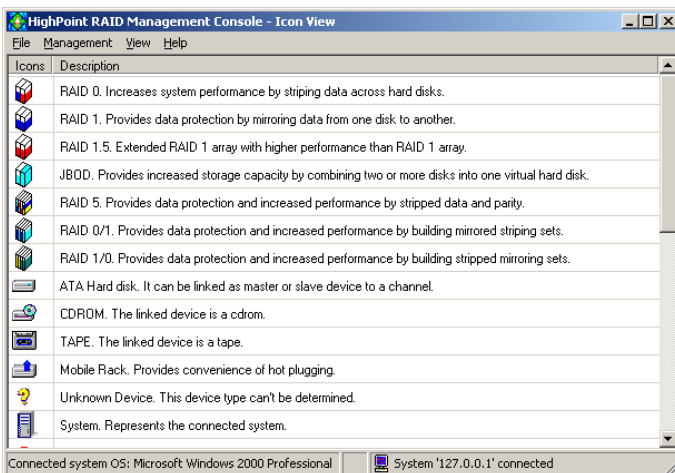 HighPoint RAID Management Console - Icon View
File Management View Help
Icons Description
RAID 0. Increases system performance by striping data across hard disks.
RAID 1. Provides data protection by mirroring data from one disk to another.
RAID 1.5. Extended RAID 1 array with higher performance than RAID 1 array.
JBOD. Provides increased storage capacity by combining two or more disks into one virtual hard disk.
RAID 5. Provides data protection and increased performance by stripped data and parity.
RAID 0/1. Provides data protection and increased performance by building mirrored striping sets.
RAID 1/0. Provides data protection and increased performance by building stripped mirroring sets.
ATA Hard disk. It can be linked as master or slave device to a channel.
CDROM. The linked device is a cdrom.
TAPE. The linked device is a tape.
Mobile Rack. Provides convenience of hot plugging.
Unknown Device. This device type can't be determined.
System. Represents the connected system.
Connected system OS: Microsoft Windows 2000 Professional System '127.0.0.1' connected